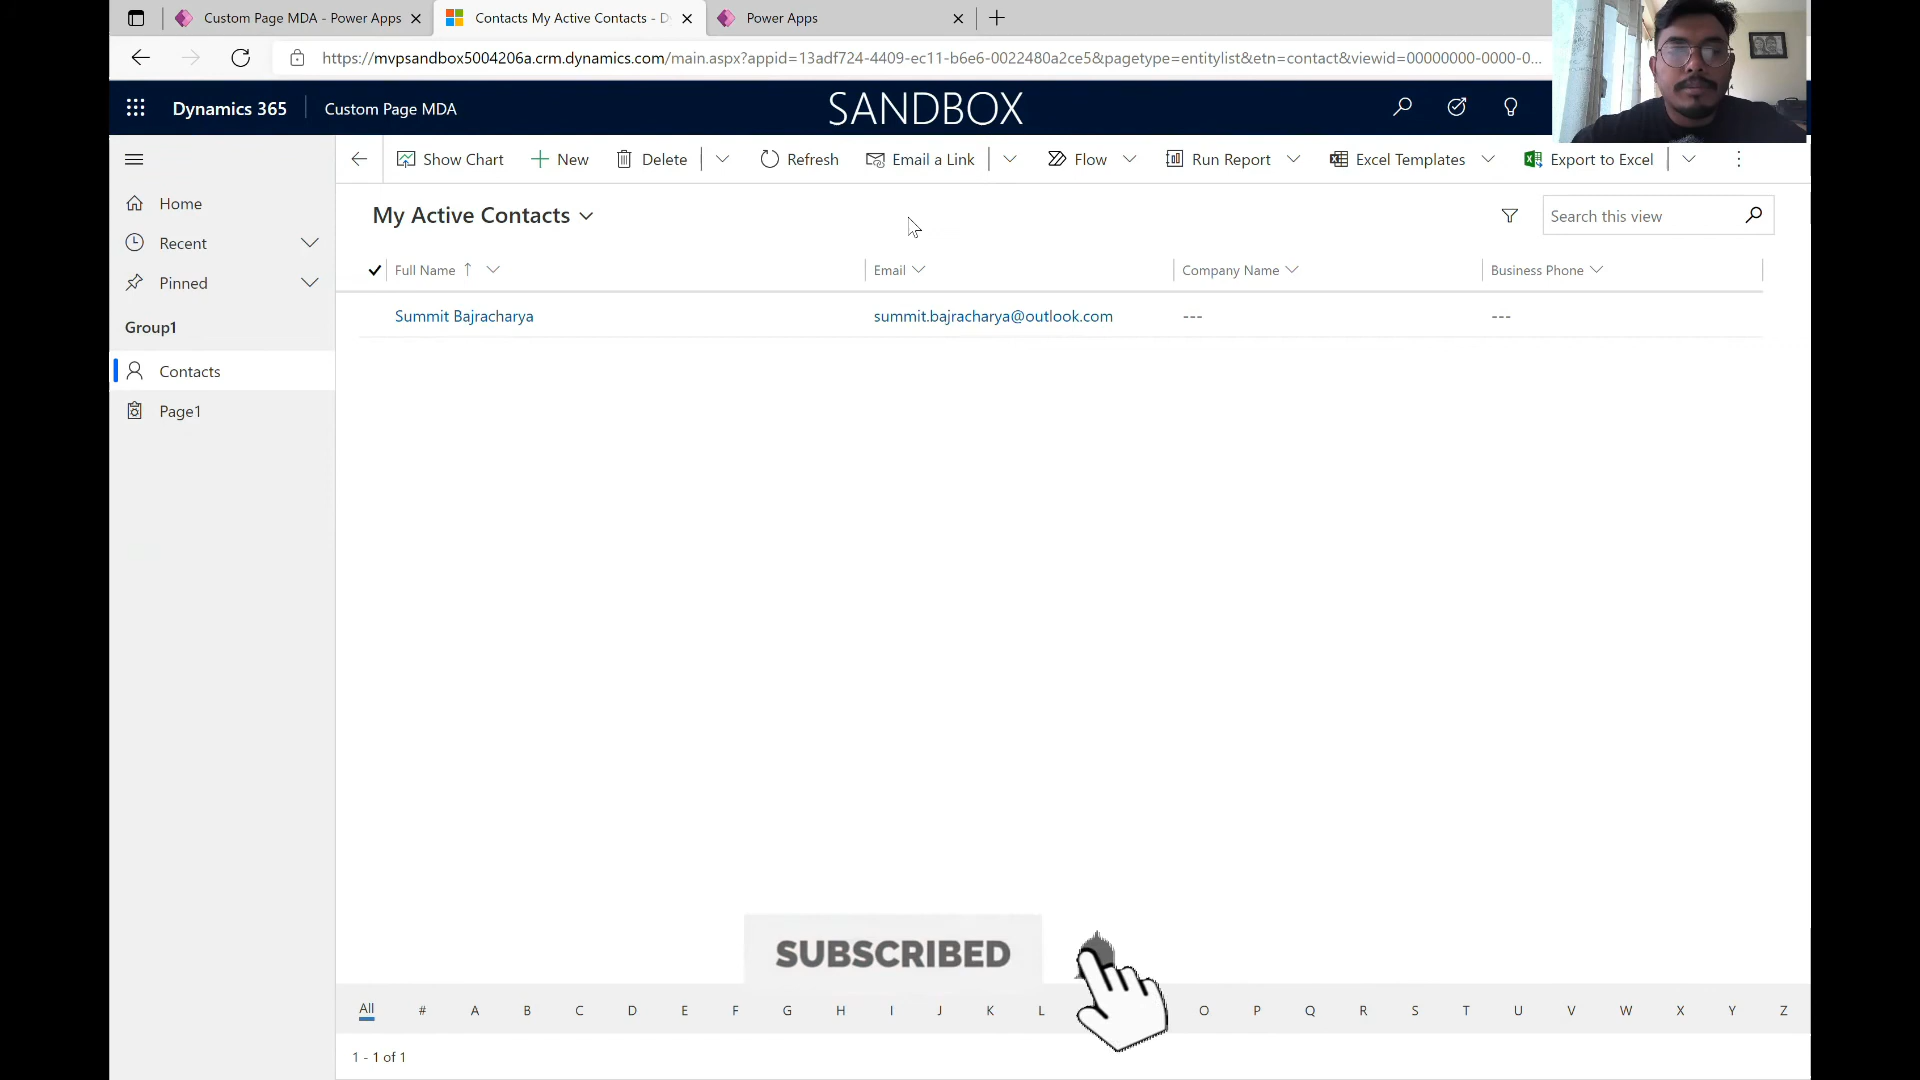 Custom Page MDA - Power Apps
Contacts My Active Contacts - D
Power Apps
https://mvpsandbox5004206a.crm.dynamics.com/main.aspx?appid=13adf724-4409-ec11-b6e6-0022480a2ce5&pagetype=entitylist&etn=contact&viewid=00000000-0000-0...
Dynamics 365
Custom Page MDA
SANDBOX
Show Chart
New
Delete
Refresh
Email a Link
Flow
Run Report
Excel Templates
Export to Excel
Home
Recent
Pinned
Group1
Contacts
Page1
My Active Contacts
Search this view
Full Name
Email
Company Name
Business Phone
Summit Bajracharya
summit.bajracharya@outlook.com
---
---
SUBSCRIBED
All # A B C D E F G H I J K L O P Q R S T U V W X Y Z
1 - 1 of 1